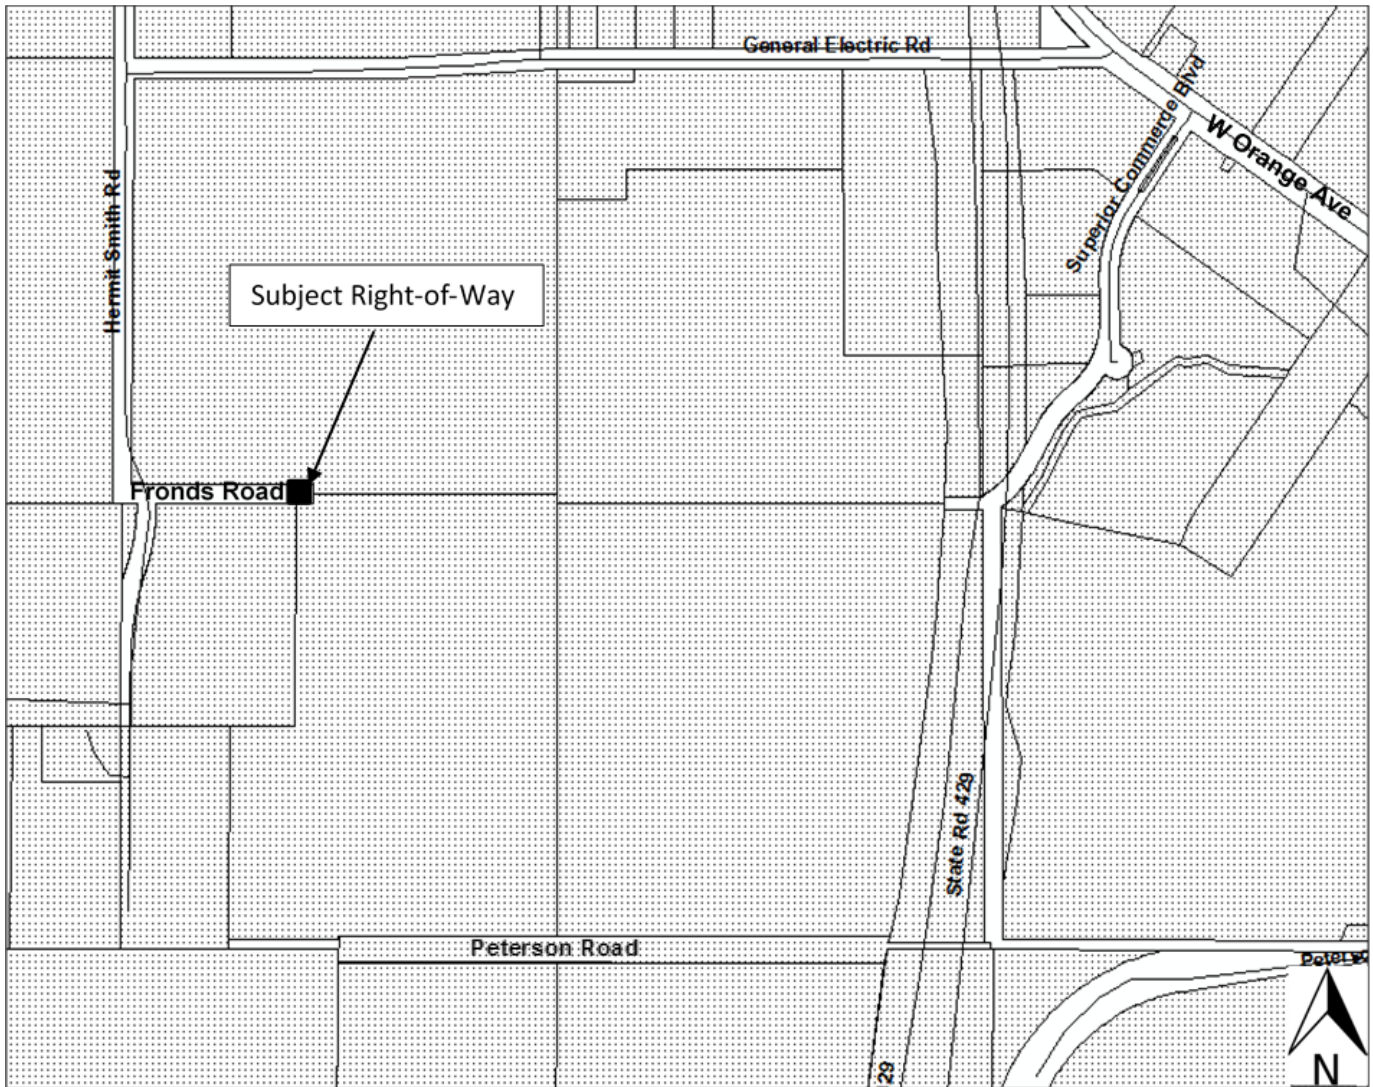 General Electric Rd
Superior Commerce Blvd
W Orange Ave
Hermit Smith Rd
Subject Right-of-Way
Fronds Road
State Rd 429
Peterson Road
29
N